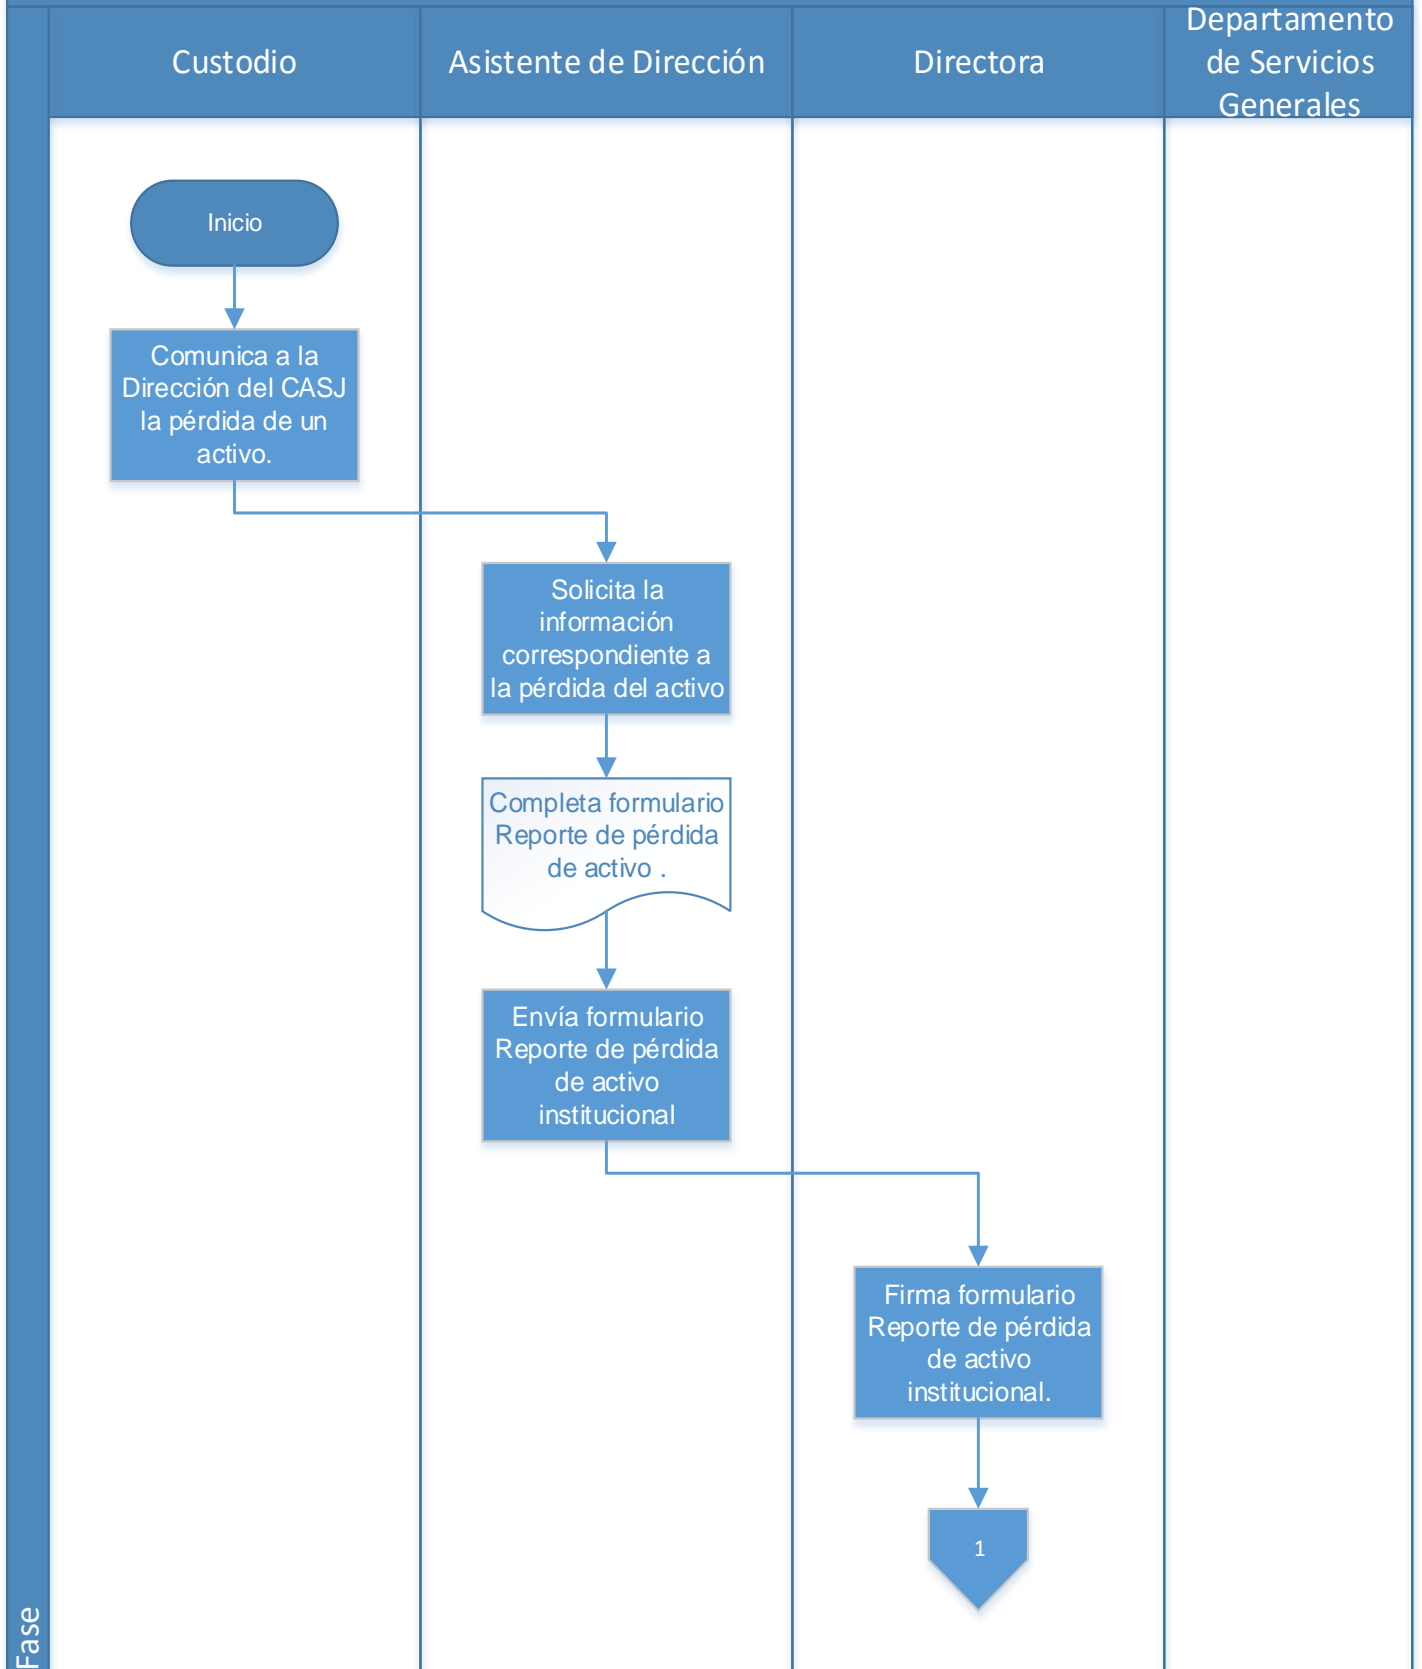 Custodio
Asistente de Dirección
Directora
Departamento
de Servicios
Generales
Inicio
Comunica a la
Dirección del CASJ
la pérdida de un
activo.
Solicita la
información
correspondiente a
la pérdida del activo
Completa formulario
Reporte de pérdida
de activo .
Envía formulario
Reporte de pérdida
de activo
institucional
Firma formulario
Reporte de pérdida
de activo
institucional.
1
Fase